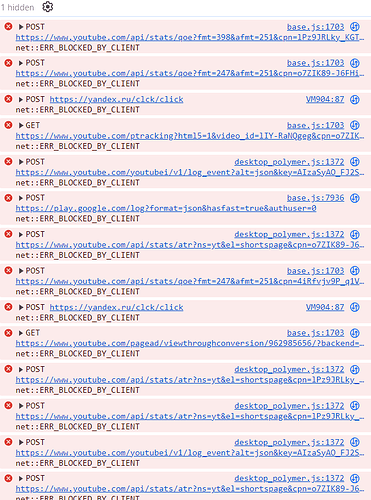 1 hidden
POST base.js:1703
https://www.youtube.com/api/stats/qoe?fmt=398&afmt=251&cpn=lPz9JRLky_KGT…
net::ERR_BLOCKED_BY_CLIENT
POST base.js:1703
https://www.youtube.com/api/stats/qoe?fmt=247&afmt=251&cpn=o7ZIK89-J6FHi…
net::ERR_BLOCKED_BY_CLIENT
POST https://yandex.ru/clck/click VM904:87
net::ERR_BLOCKED_BY_CLIENT
GET base.js:1703
https://www.youtube.com/ptracking?html5=1&video_id=lIY-RaNQgeg&cpn=o7ZIK…
net::ERR_BLOCKED_BY_CLIENT
POST desktop_polymer.js:1372
https://www.youtube.com/youtubei/v1/log_event?alt=json&key=AIzaSyAO_FJ2S…
net::ERR_BLOCKED_BY_CLIENT
POST base.js:7936
https://play.google.com/log?format=json&hasfast=true&authuser=0
net::ERR_BLOCKED_BY_CLIENT
POST desktop_polymer.js:1372
https://www.youtube.com/api/stats/atr?ns=yt&el=shortspage&cpn=o7ZIK89-J6…
net::ERR_BLOCKED_BY_CLIENT
POST base.js:1703
https://www.youtube.com/api/stats/qoe?fmt=247&afmt=251&cpn=4iRfvjv9P_q1V…
net::ERR_BLOCKED_BY_CLIENT
POST https://yandex.ru/clck/click VM904:87
net::ERR_BLOCKED_BY_CLIENT
GET base.js:1703
https://www.youtube.com/pagead/viewthroughconversion/962985656/?backend=…
net::ERR_BLOCKED_BY_CLIENT
POST desktop_polymer.js:1372
https://www.youtube.com/api/stats/atr?ns=yt&el=shortspage&cpn=lPz9JRLky_…
net::ERR_BLOCKED_BY_CLIENT
POST desktop_polymer.js:1372
https://www.youtube.com/api/stats/atr?ns=yt&el=shortspage&cpn=lPz9JRLky_…
net::ERR_BLOCKED_BY_CLIENT
POST desktop_polymer.js:1372
https://www.youtube.com/youtubei/v1/log_event?alt=json&key=AIzaSyAO_FJ2S…
net::ERR_BLOCKED_BY_CLIENT
POST desktop_polymer.js:1372
https://www.youtube.com/api/stats/atr?ns=yt&el=shortspage&cpn=o7ZIK89-J6…
net::ERR_BLOCKED_BY_CLIENT